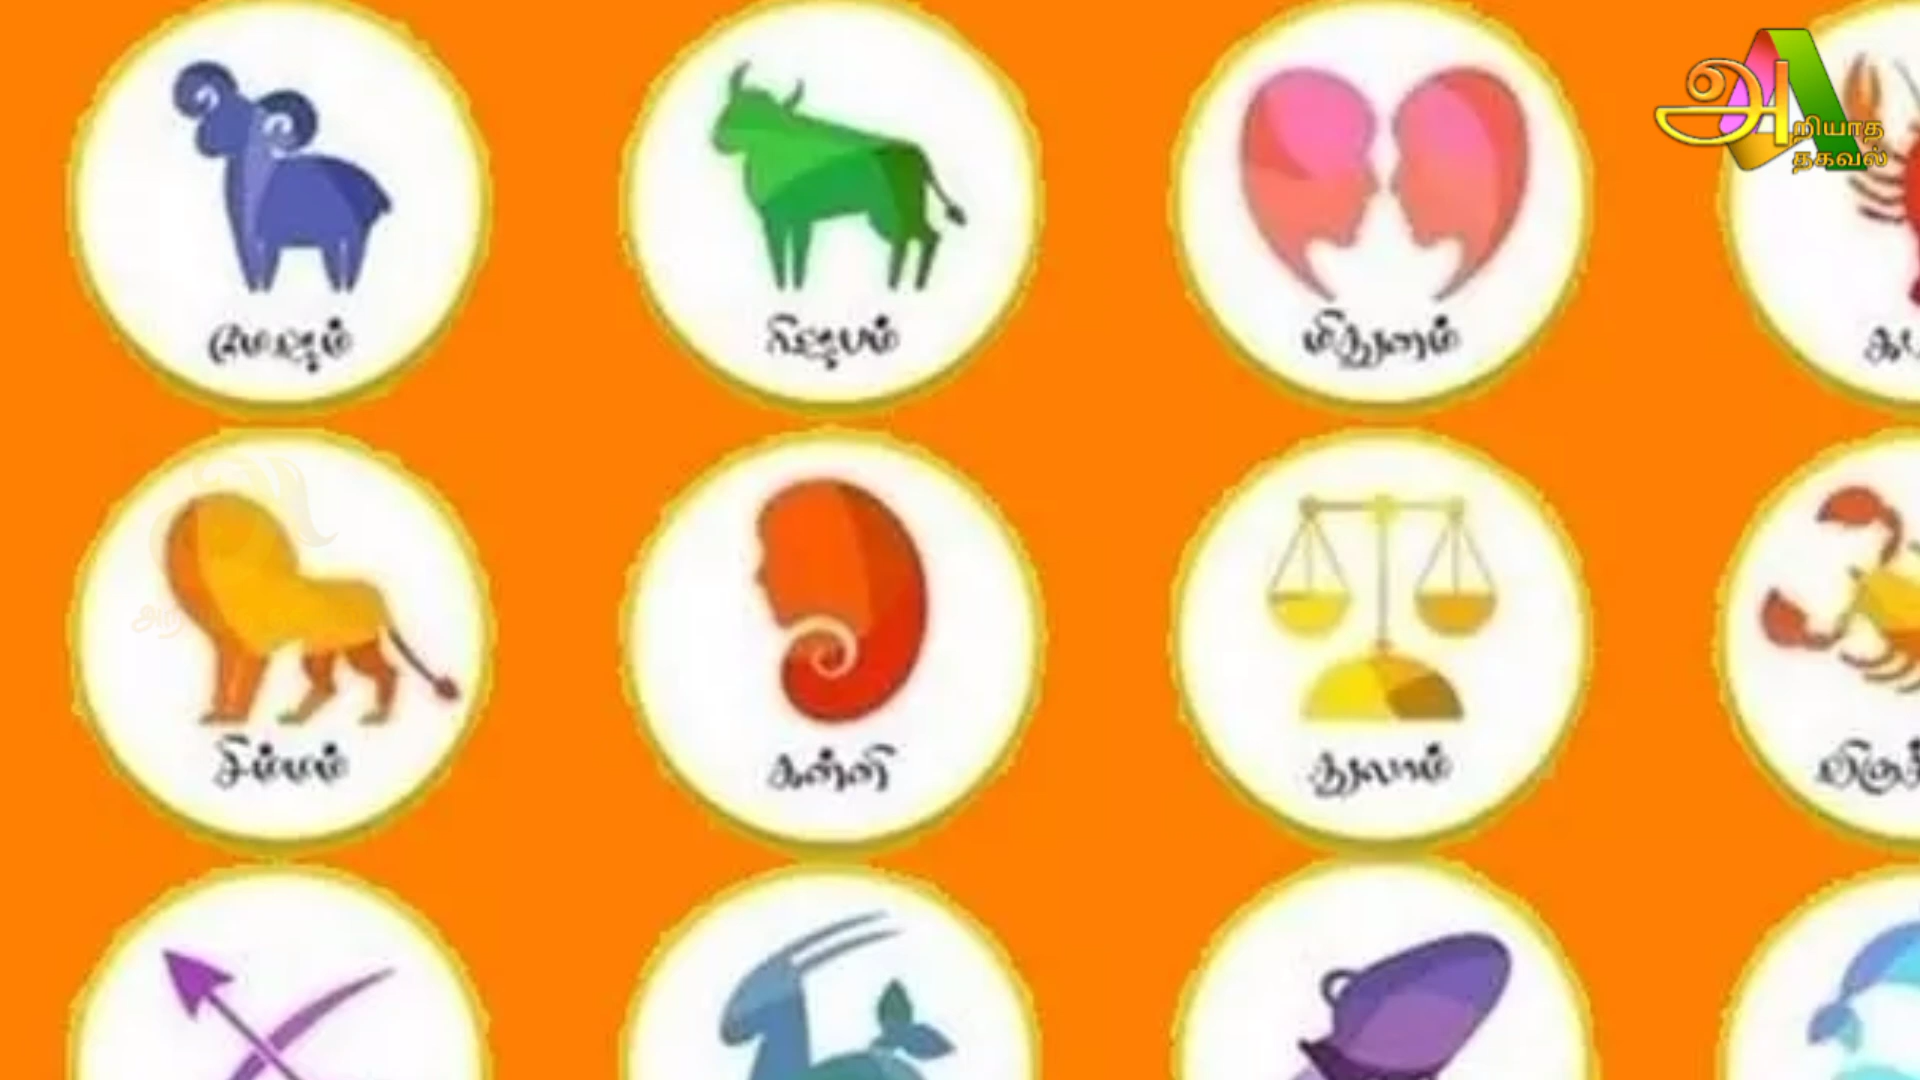 அறியாத
தகவல்
மேஷம்
ரிஷபம்
மிதுனம்
சிம்மம்
கன்னி
துலாம்